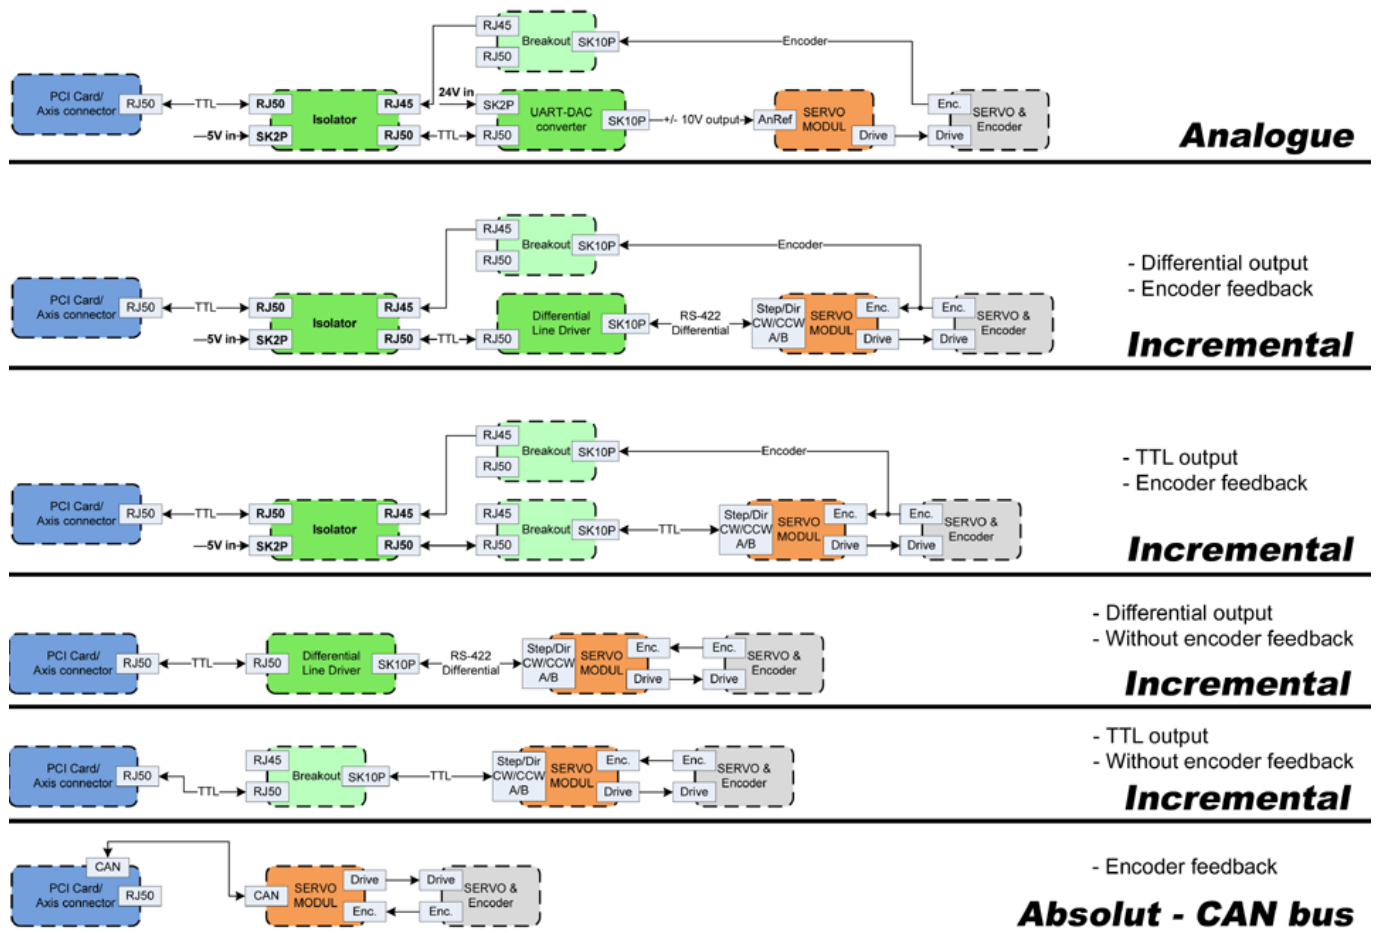 RJ45
Breakout
SK10P
Encoder
RJ50
PCI Card/
Axis connector
RJ50
TTL
RJ50
Isolator
RJ45
24V in
SK2P
UART-DAC
converter
SK10P
+/- 10V output
AnRef
SERVO
MODUL
Enc.
SERVO &
Encoder
5V in
SK2P
RJ50
TTL
RJ50
Drive
Drive
Analogue
RJ45
Breakout
SK10P
Encoder
RJ50
- Differential output
- Encoder feedback
PCI Card/
Axis connector
RJ50
TTL
RJ50
Isolator
RJ45
Differential
Line Driver
SK10P
RS-422
Differential
Step/Dir
CW/CCW
A/B
SERVO
MODUL
Enc.
Enc.
SERVO &
Encoder
5V in
SK2P
RJ50
TTL
RJ50
Drive
Drive
Incremental
RJ45
Breakout
SK10P
Encoder
RJ50
- TTL output
- Encoder feedback
PCI Card/
Axis connector
RJ50
TTL
RJ50
Isolator
RJ45
RJ45
Breakout
SK10P
TTL
Step/Dir
CW/CCW
A/B
SERVO
MODUL
Enc.
Enc.
SERVO &
Encoder
5V in
SK2P
RJ50
RJ50
Drive
Drive
Incremental
- Differential output
- Without encoder feedback
PCI Card/
Axis connector
RJ50
TTL
RJ50
Differential
Line Driver
SK10P
RS-422
Differential
Step/Dir
CW/CCW
A/B
SERVO
MODUL
Enc.
Enc.
SERVO &
Encoder
Drive
Drive
Incremental
- TTL output
- Without encoder feedback
PCI Card/
Axis connector
RJ50
TTL
RJ45
RJ50
Breakout
SK10P
TTL
Step/Dir
CW/CCW
A/B
SERVO
MODUL
Enc.
Enc.
SERVO &
Encoder
Drive
Drive
Incremental
CAN
PCI Card/
Axis connector
RJ50
CAN
SERVO
MODUL
Drive
Drive
SERVO &
Encoder
Enc.
Enc.
- Encoder feedback
Absolut - CAN bus